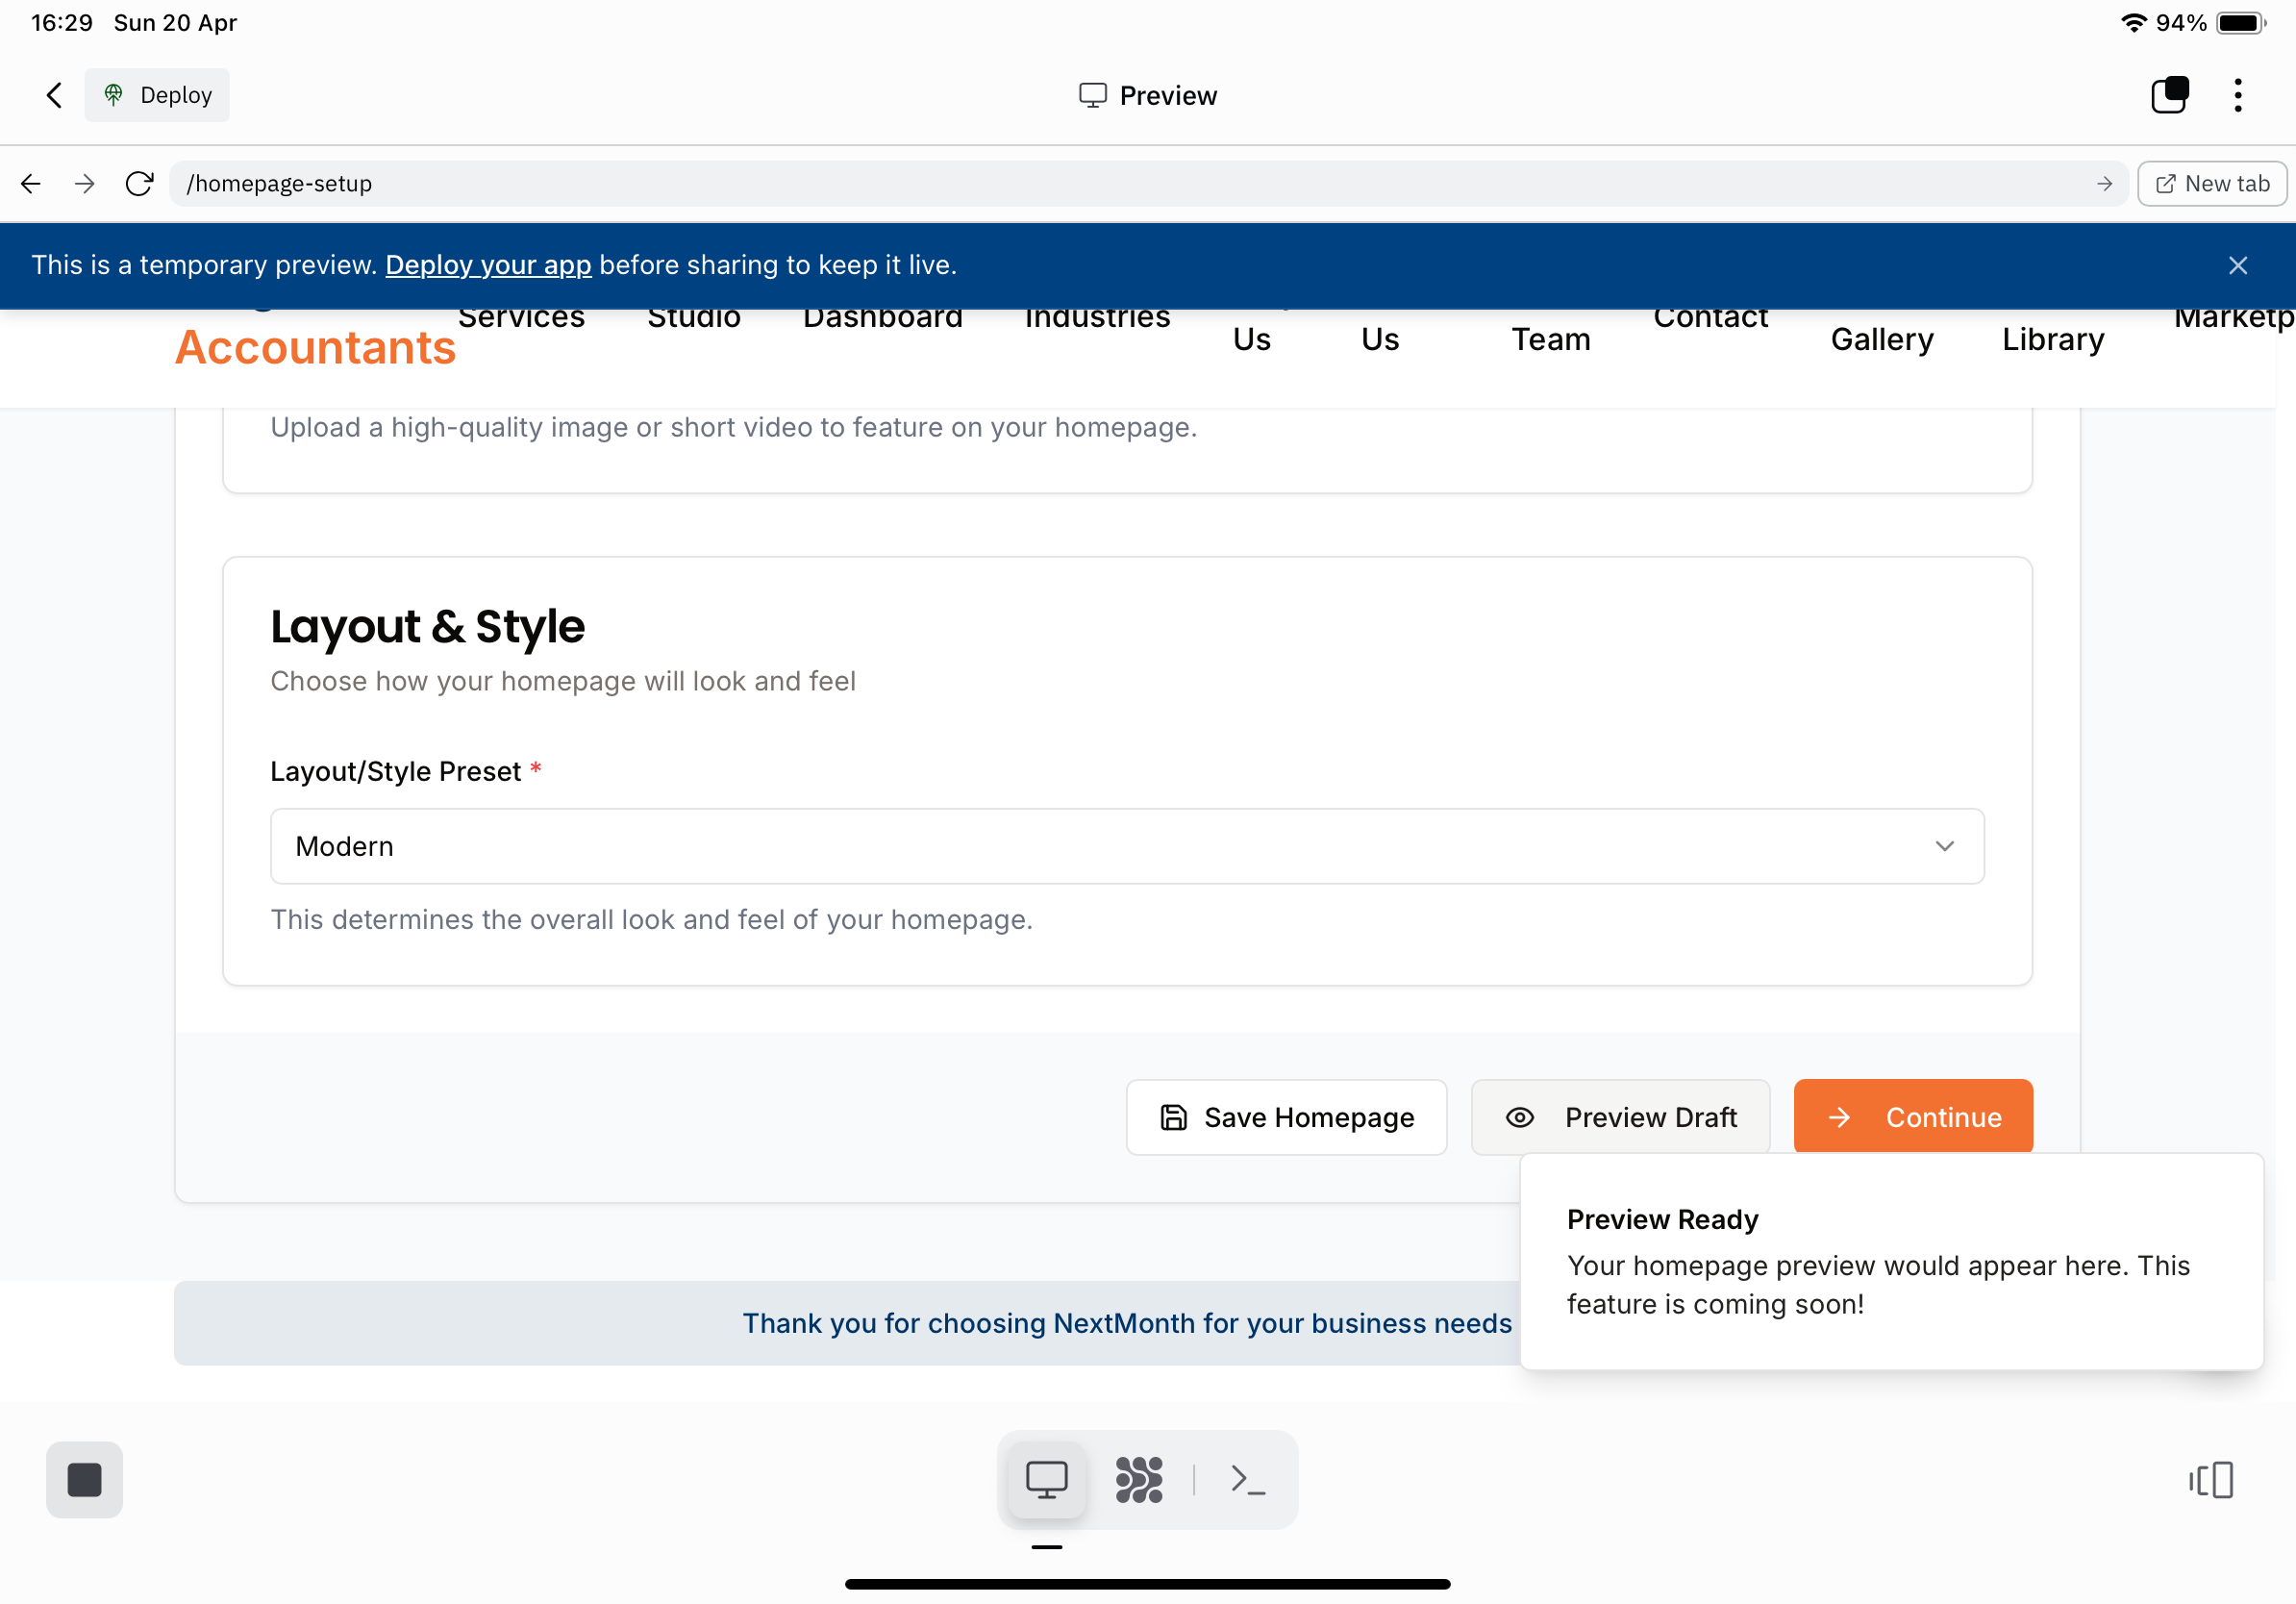 16:29 Sun 20 Apr
94%
Deploy
Preview
/homepage-setup
New tab
This is a temporary preview. Deploy your app before sharing to keep it live.
Accountants
Services
Studio
Dashboard
Industries
Us
Us
Team
Contact
Gallery
Library
Upload a high-quality image or short video to feature on your homepage.
Layout & Style
Choose how your homepage will look and feel
Layout/Style Preset *
Modern
This determines the overall look and feel of your homepage.
Save Homepage
Preview Draft
Continue
Preview Ready
Your homepage preview would appear here. This
feature is coming soon!
Thank you for choosing NextMonth for your business needs